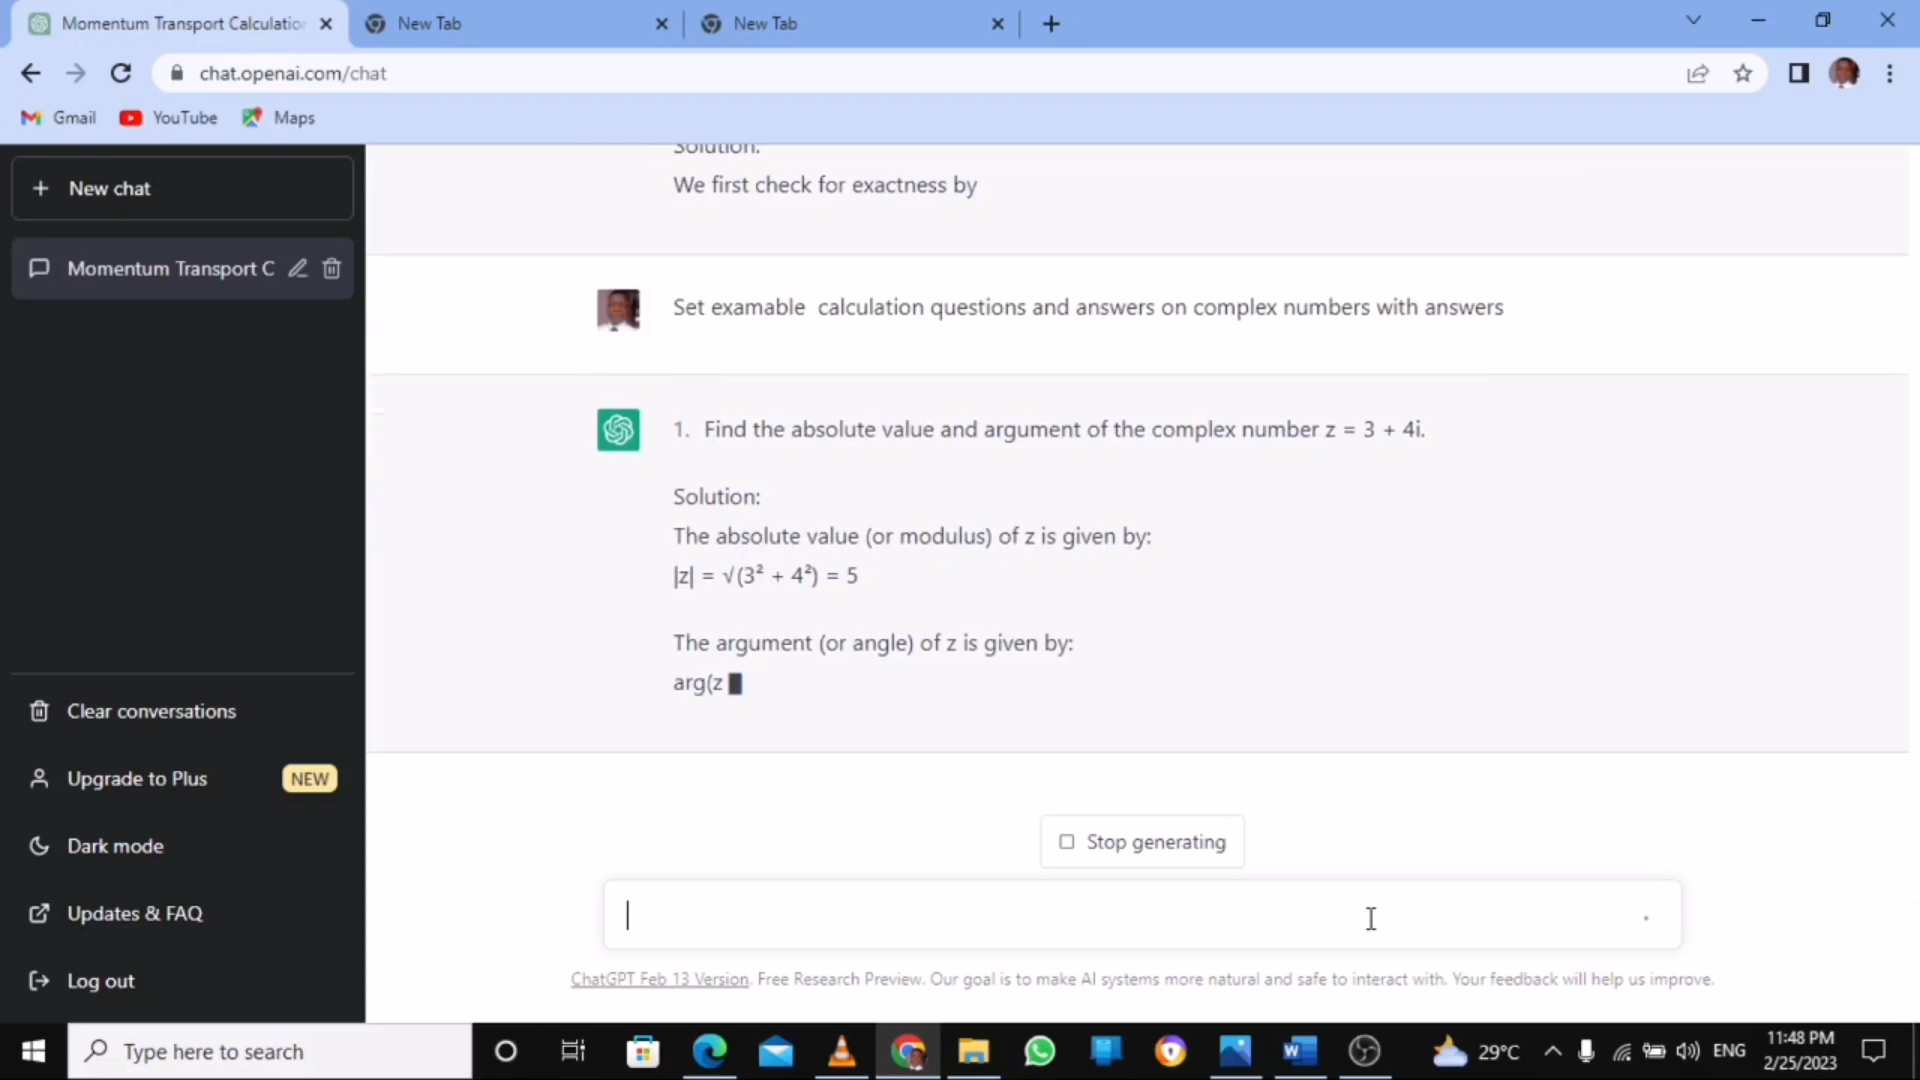 Momentum Transport Calculation
New Tab
New Tab
chat.openai.com/chat
Gmail
YouTube
Maps
New chat
Momentum Transport C
Clear conversations
Upgrade to Plus
NEW
Dark mode
Updates & FAQ
Log out
Solution:
We first check for exactness by
Set examable calculation questions and answers on complex numbers with answers
1. Find the absolute value and argument of the complex number z = 3 + 4i.
Solution:
The absolute value (or modulus) of z is given by:
|z| = √(3² + 4²) = 5
The argument (or angle) of z is given by:
arg(z
Stop generating
ChatGPT Feb 13 Version. Free Research Preview. Our goal is to make AI systems more natural and safe to interact with. Your feedback will help us improve.
Type here to search
29°C
ENG
11:48 PM
2/25/2023